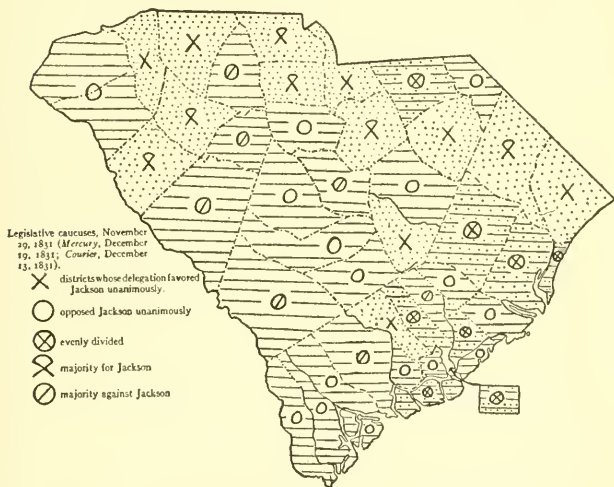 Legislative caucuses, November
29, 1831 (Mercury, December
19, 1831; Courier, December
13, 1831).
districts whose delegation favored
Jackson unanimously.
opposed Jackson unanimously
evenly divided
majority for Jackson
majority against Jackson